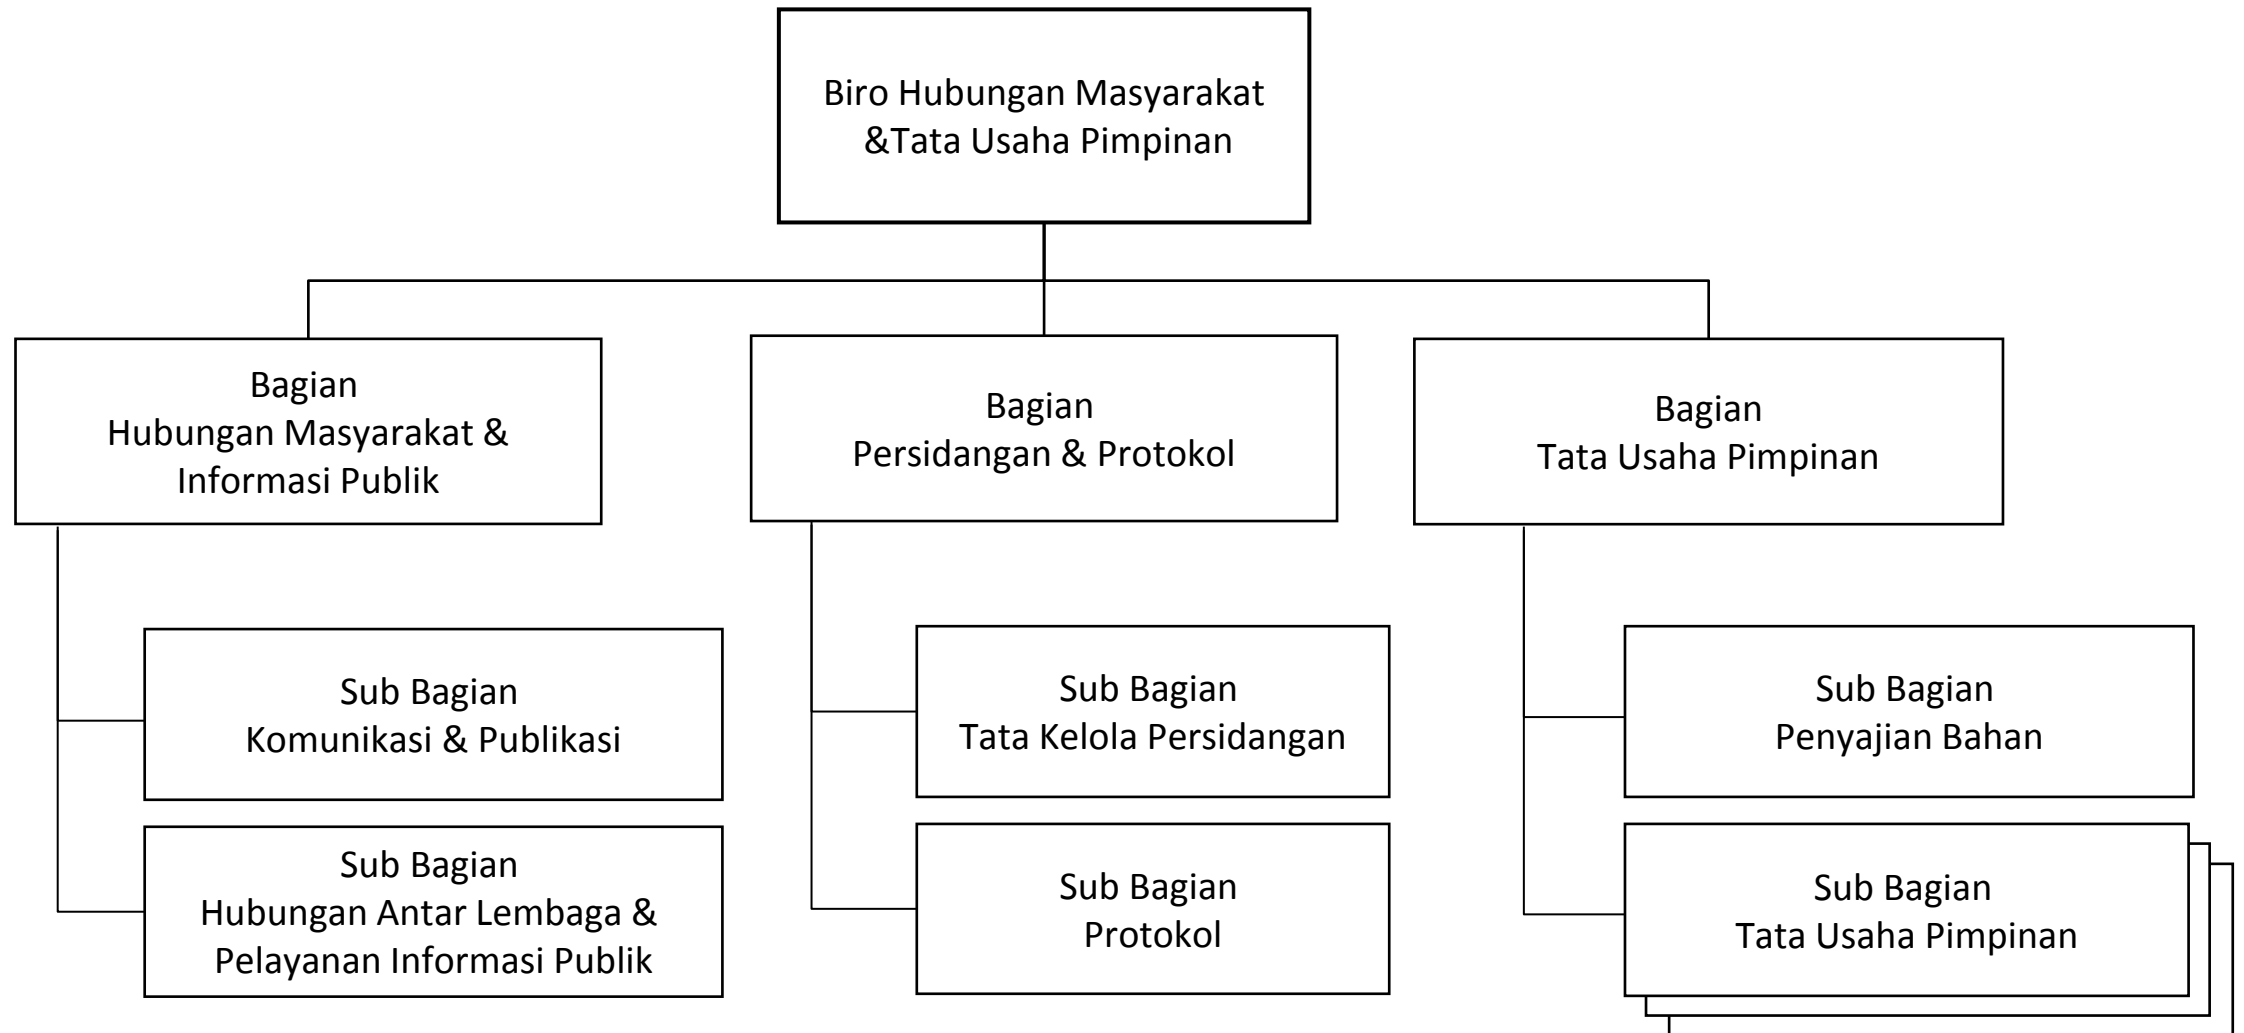 Biro Hubungan Masyarakat
&Tata Usaha Pimpinan
Bagian
Hubungan Masyarakat &
Informasi Publik
Bagian
Persidangan & Protokol
Bagian
Tata Usaha Pimpinan
Sub Bagian
Komunikasi & Publikasi
Sub Bagian
Tata Kelola Persidangan
Sub Bagian
Penyajian Bahan
Sub Bagian
Hubungan Antar Lembaga &
Pelayanan Informasi Publik
Sub Bagian
Protokol
Sub Bagian
Tata Usaha Pimpinan